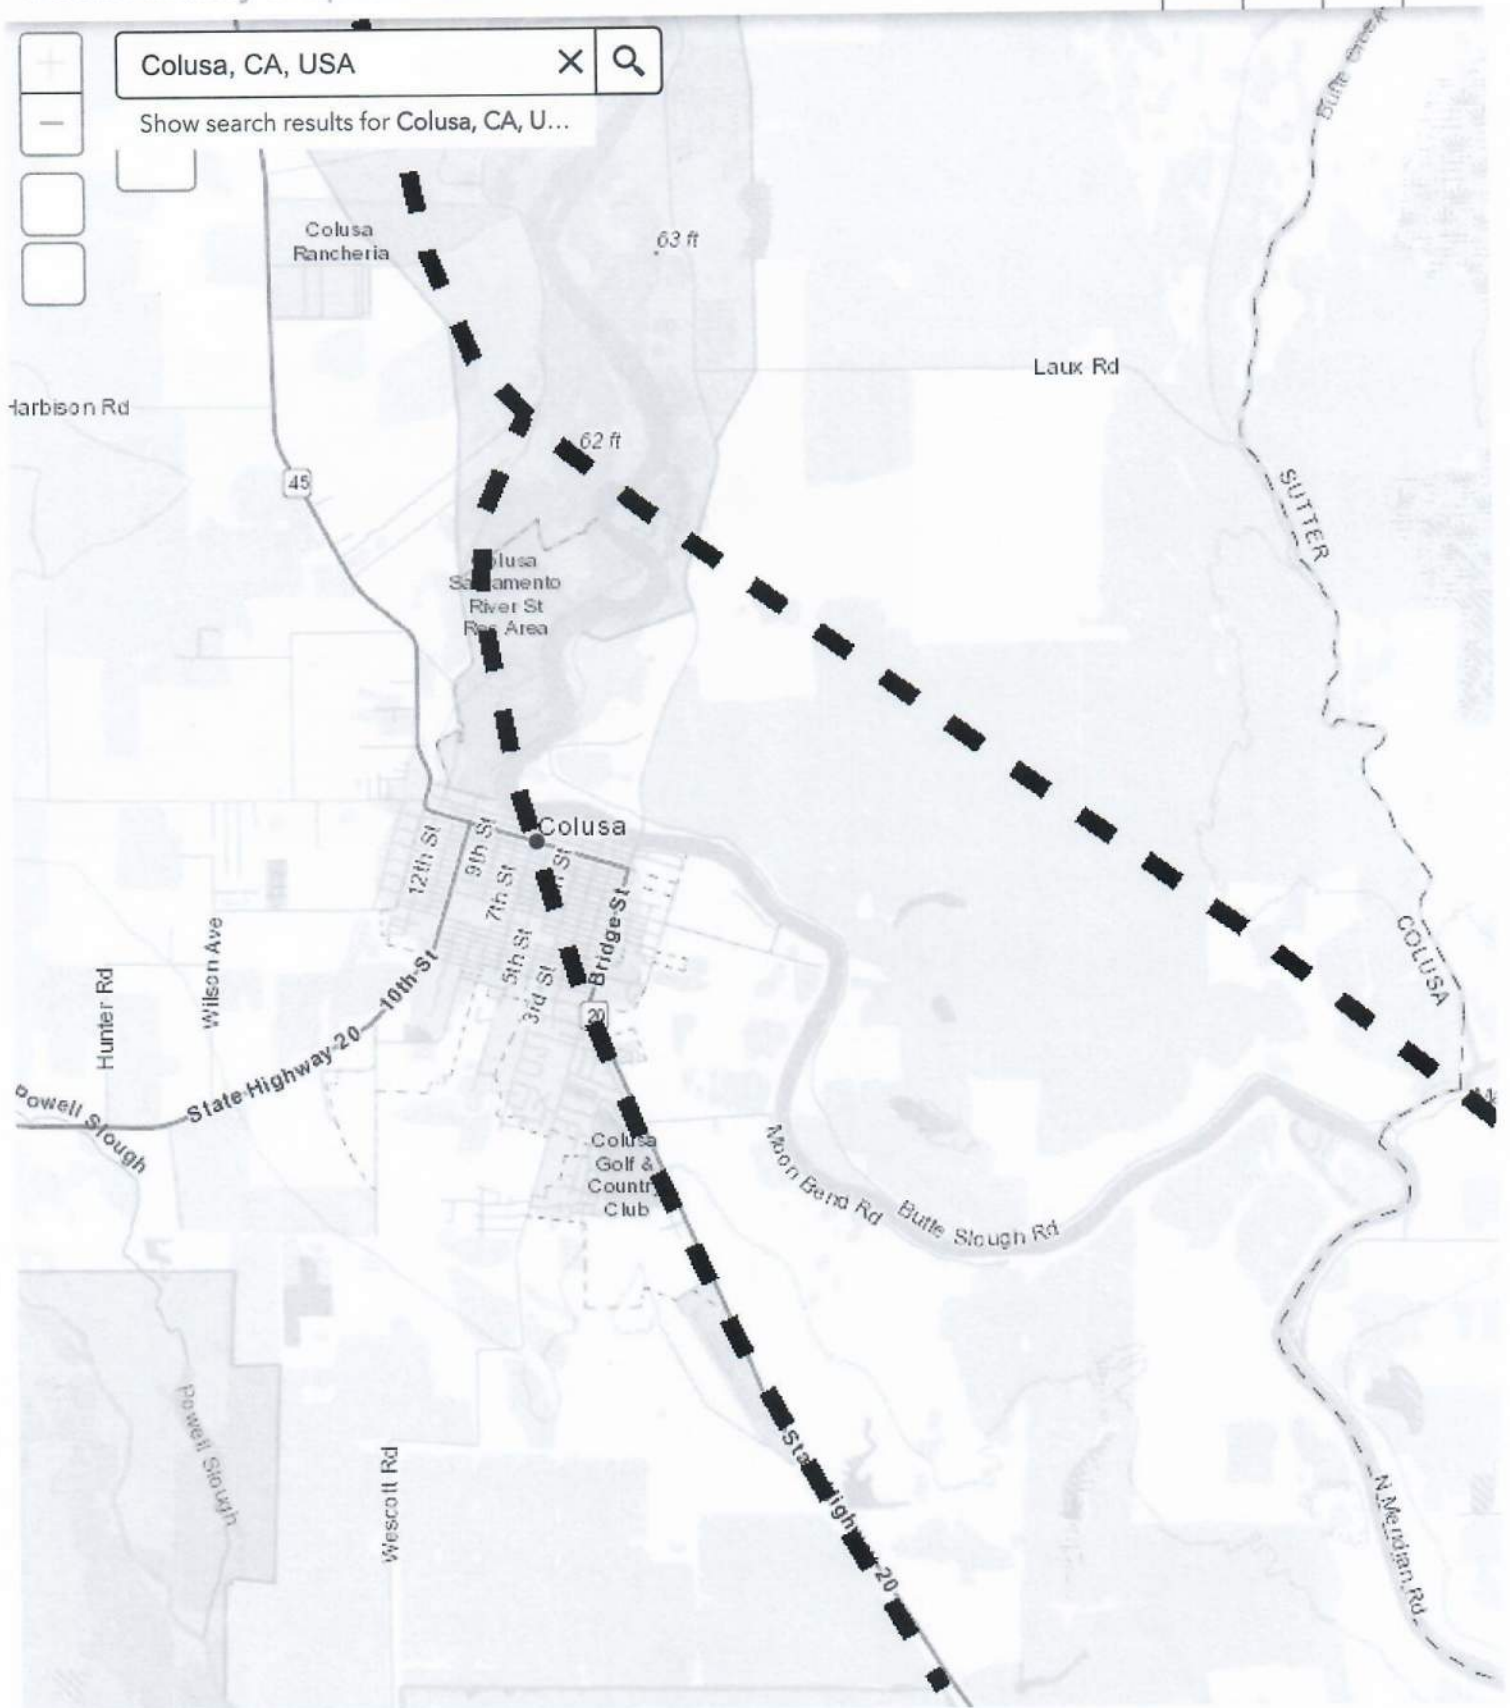 Colusa, CA, USA
Show search results for Colusa, CA, U...
Butte Creek
Colusa
Rancheria
63 ft
Laux Rd
Harbison Rd
62 ft
45
SUTTER
Colusa
Sacramento
River St
Rec Area
Colusa
12th St
9th St
7th St
5th St
3rd St
Bridge St
COLUSA
Wilson Ave
Hunter Rd
10th St
20
State Highway 20
Powell Slough
Colusa
Golf &
Country
Club
Moon Bend Rd
Butte Slough Rd
Powell Slough
State Highway 20
Wescott Rd
N Meridian Rd